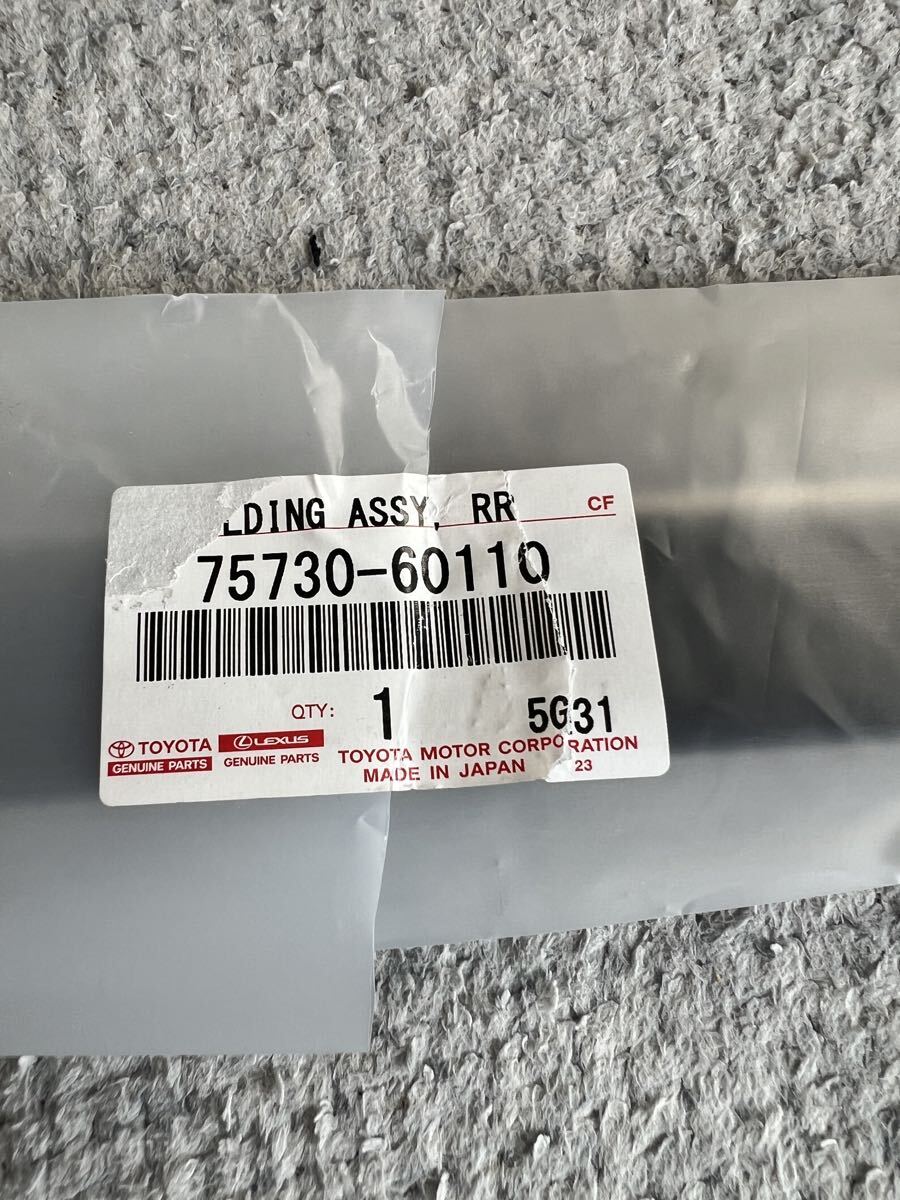 LDING ASSY, RR CF
75730-60110
QTY: 1 5G31
TOYOTA
GENUINE PARTS
LEXUS
GENUINE PARTS
TOYOTA MOTOR CORPORATION
MADE IN JAPAN 23